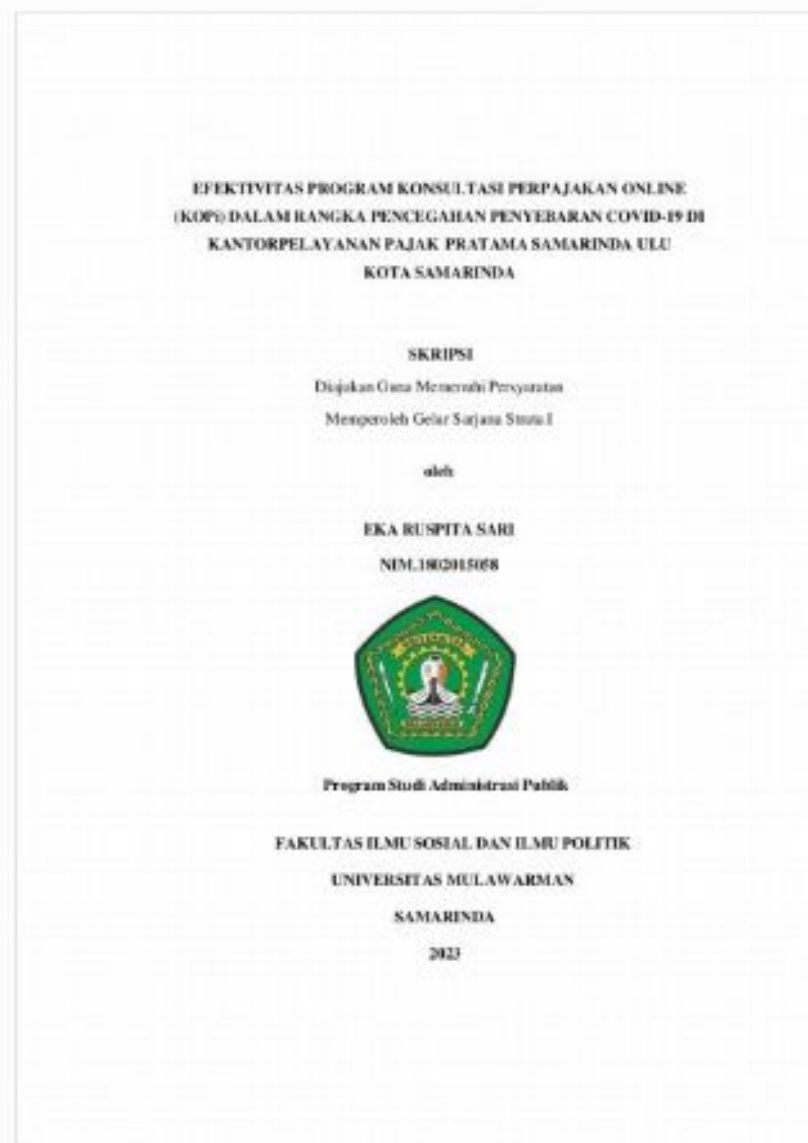 EFEKTIVITAS PROGRAM KONSULTASI PERPAJAKAN ONLINE
(KOPi) DALAM RANGKA PENCEGAHAN PENYEBARAN COVID-19 DI
KANTORPELAYANAN PAJAK PRATAMA SAMARINDA ULU
KOTA SAMARINDA
SKRIPSI
Diajukan Guna Memenuhi Persyaratan
Memperoleh Gelar Sarjana Strata I
oleh
EKA RUSPITA SARI
NIM.1802015058
Program Studi Administrasi Publik
FAKULTAS ILMU SOSIAL DAN ILMU POLITIK
UNIVERSITAS MULAWARMAN
SAMARINDA
2023